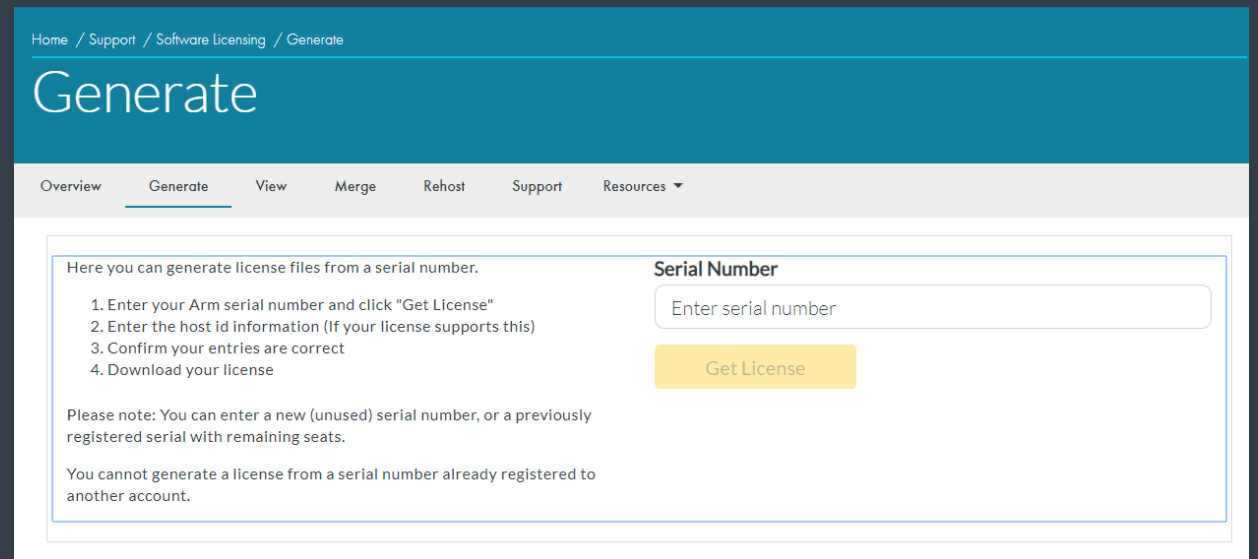 Home / Support / Software Licensing / Generate
Generate
Overview Generate View Merge Rehost Support Resources
Here you can generate license files from a serial number.
1. Enter your Arm serial number and click "Get License"
2. Enter the host id information (If your license supports this)
3. Confirm your entries are correct
4. Download your license
Please note: You can enter a new (unused) serial number, or a previously
registered serial with remaining seats.
You cannot generate a license from a serial number already registered to
another account.
Serial Number
Enter serial number
Get License